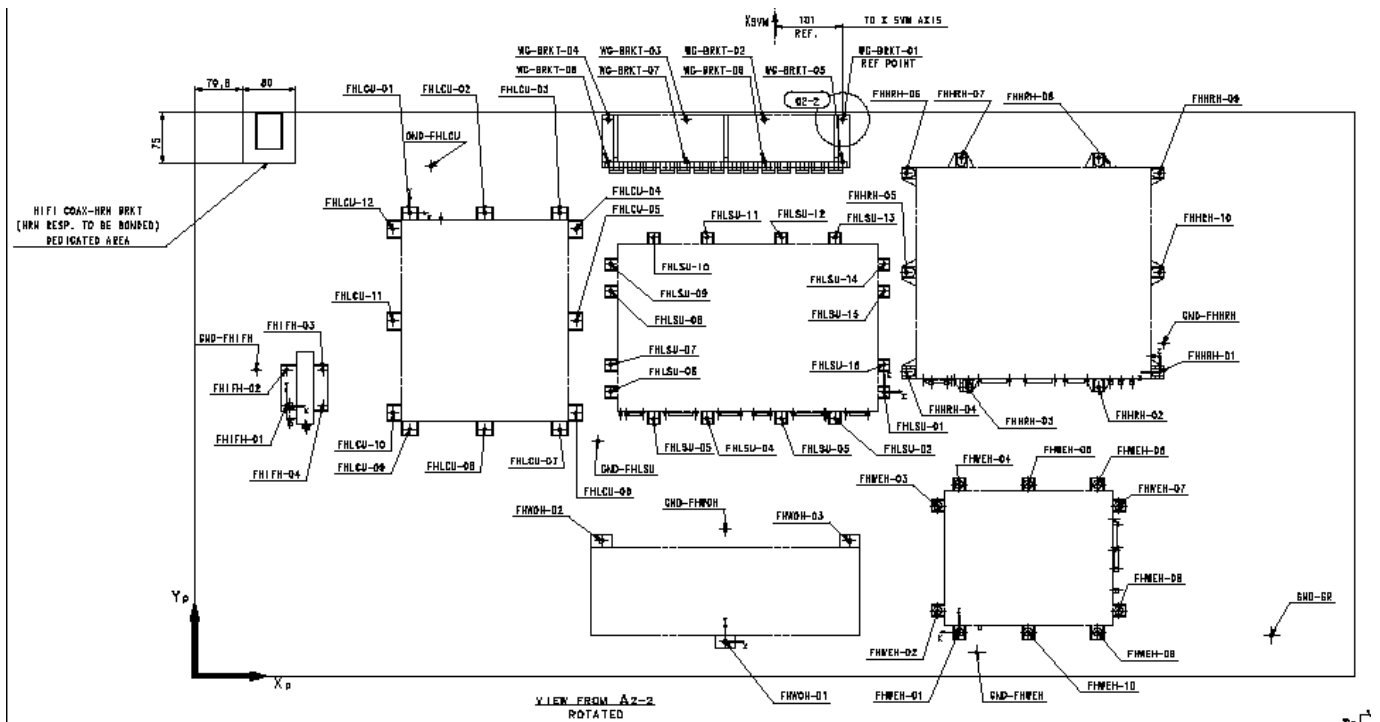 XSVM
101
REF.
TO X SVM AXIS
WG-BRKT-04
WG-BRKT-03
WG-BRKT-02
WG-BRKT-01
REF POINT
WG-BRKT-08
WG-BRKT-07
WG-BRKT-06
WG-BRKT-05
79,8
80
75
FHLCU-01
FHLCU-02
FHLCU-03
02-2
FHHRH-06
FHHRH-07
FHHRH-08
FHHRH-09
GND-FHLCU
HIFI COAX-HRN BRKT
(HRN RESP. TO BE BONDED)
DEDICATED AREA
FHLCU-12
FHLCU-04
FHLCU-05
FHHRH-05
FHLSU-11
FHLSU-12
FHLSU-13
FHHRH-10
FHLSU-10
FHLSU-09
FHLSU-08
FHLSU-14
FHLSU-15
FHLCU-11
GND-FHIFH
FHIFH-03
FHIFH-02
FHIFH-01
FHIFH-04
FHLSU-07
FHLSU-06
FHLSU-16
GND-FHHRH
FHHRH-01
FHHRH-04
FHHRH-03
FHHRH-02
FHLSU-01
FHLCU-10
FHLCU-09
FHLCU-08
FHLCU-07
FHLCU-06
FHLSU-05
FHLSU-04
FHLSU-02
GND-FHLSU
FHWEH-04
FHWEH-05
FHWEH-06
FHWEH-03
FHWEH-07
FHWOH-02
GND-FHWOH
FHWOH-03
FHWEH-08
GND-GR
FHWEH-02
FHWEH-09
FHWEH-01
GND-FHWEH
FHWEH-10
FHWOH-01
Yp
Xp
VIEW FROM A2-2
ROTATED